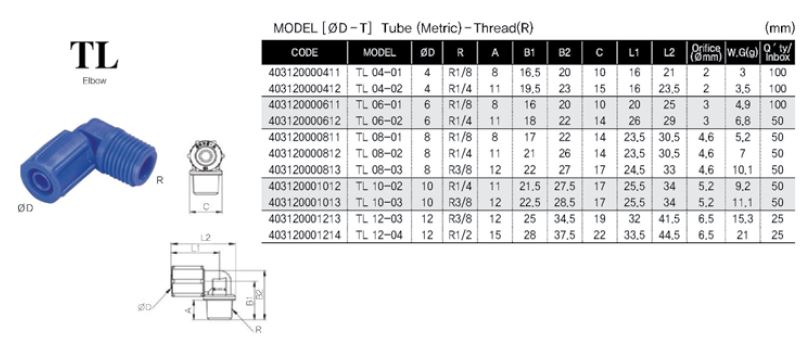 MODEL [ØD-T] Tube (Metric)-Thread(R) (mm)
TL
Elbow
CODE MODEL ØD R A B1 B2 C L1 L2 Orifice (Ømm) W.G(g) Q'ty/Inbox
403120000411 TL 04-01 4 R1/8 8 16,5 20 10 16 21 2 3 100
403120000412 TL 04-02 4 R1/4 11 19,5 23 15 16 23,5 2 3,5 100
403120000611 TL 06-01 6 R1/8 8 16 20 10 20 25 3 4,9 100
403120000612 TL 06-02 6 R1/4 11 18 22 14 26 29 3 6,8 50
403120000811 TL 08-01 8 R1/8 8 17 22 14 23,5 30,5 4,6 5,2 50
403120000812 TL 08-02 8 R1/4 11 21 26 14 23,5 30,5 4,6 7 50
403120000813 TL 08-03 8 R3/8 12 22 27 17 24,5 33 4,6 10,1 50
403120001012 TL 10-02 10 R1/4 11 21,5 27,5 17 25,5 34 5,2 9,2 50
403120001013 TL 10-03 10 R3/8 12 22,5 28,5 17 25,5 34 5,2 11,1 50
403120001213 TL 12-03 12 R3/8 12 25 34,5 19 32 41,5 6,5 15,3 25
403120001214 TL 12-04 12 R1/2 15 28 37,5 22 33,5 44,5 6,5 21 25
ØD
R
C
L2
L1
ØD
A
B1
B2
R